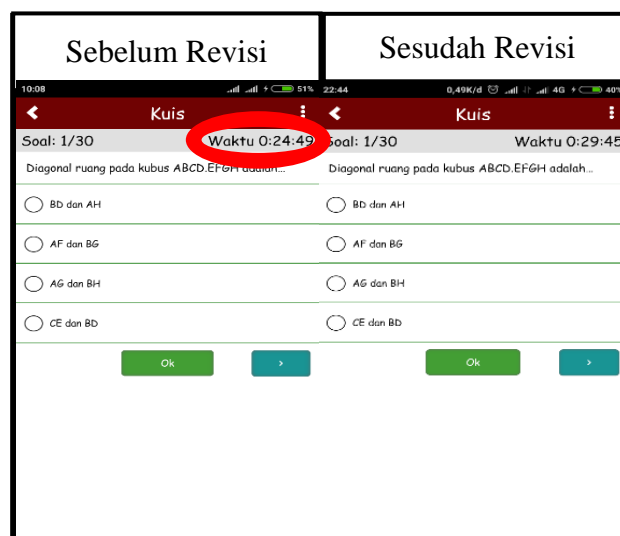 Sebelum Revisi
10:08 51%
Kuis
Soal: 1/30 Waktu 0:24:49
Diagonal ruang pada kubus ABCD.EFGH adalah...
BD dan AH
AF dan BG
AG dan BH
CE dan BD
Ok >
Sesudah Revisi
22:44 0,49K/d 4G 40%
Kuis
Soal: 1/30 Waktu 0:29:45
Diagonal ruang pada kubus ABCD.EFGH adalah...
BD dan AH
AF dan BG
AG dan BH
CE dan BD
Ok >